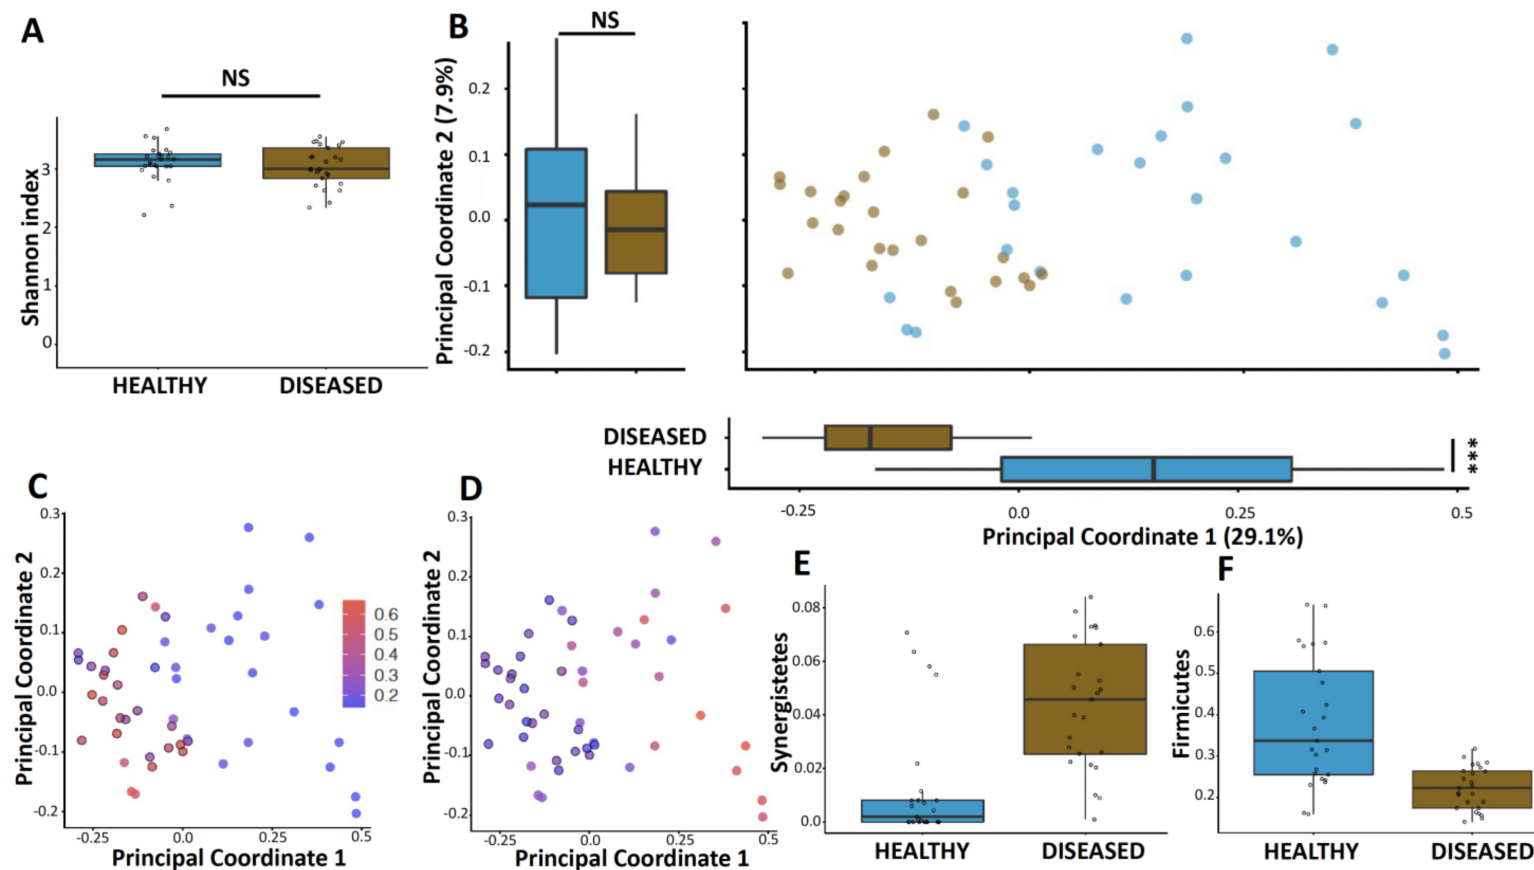 A
NS
Shannon index
3
2
1
0
HEALTHY
DISEASED
B
NS
Principal Coordinate 2 (7.9%)
0.2
0.1
0.0
-0.1
-0.2
DISEASED
HEALTHY
***
-0.25
0.0
0.25
0.5
Principal Coordinate 1 (29.1%)
C
Principal Coordinate 2
0.3
0.2
0.1
0.0
-0.1
-0.2
0.6
0.5
0.4
0.3
0.2
-0.25
0.0
0.25
0.5
Principal Coordinate 1
D
Principal Coordinate 2
0.3
0.2
0.1
0.0
-0.1
-0.2
-0.25
0.0
0.25
0.5
Principal Coordinate 1
E
Synergistetes
0.08
0.06
0.04
0.02
0.0
HEALTHY
DISEASED
F
Firmicutes
0.6
0.5
0.4
0.3
0.2
HEALTHY
DISEASED